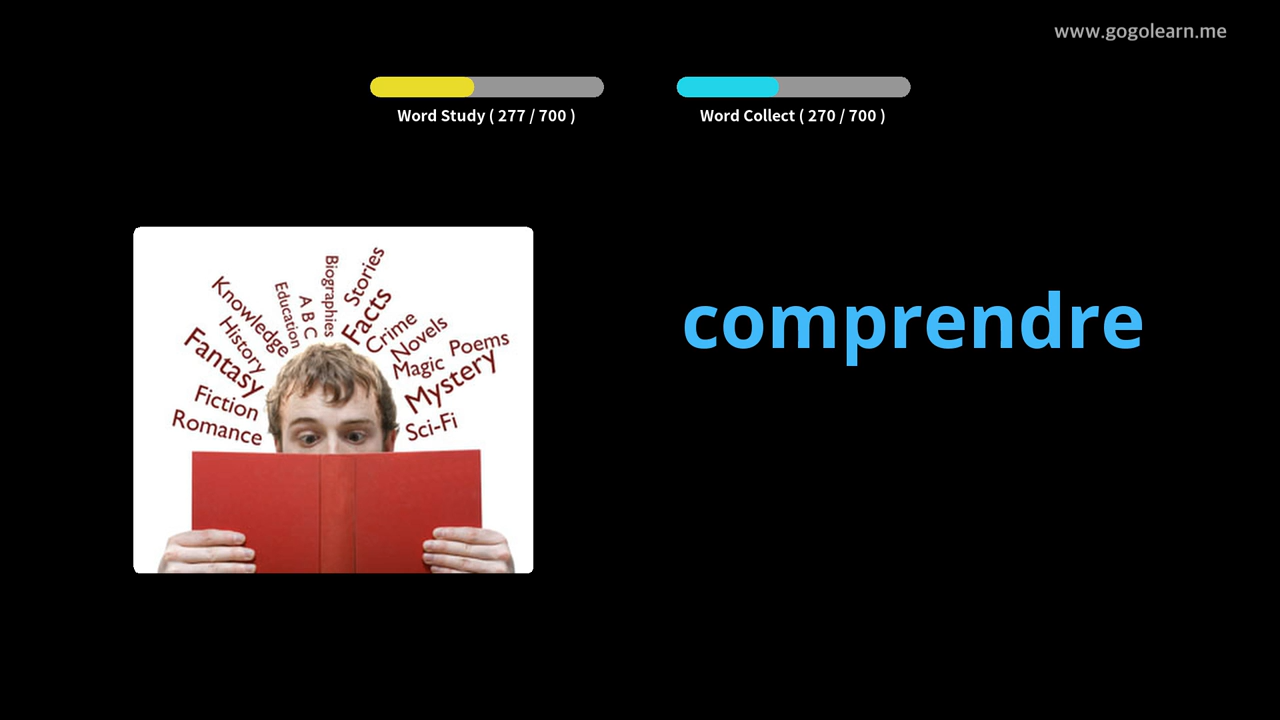 www.gogolearn.me
Word Study ( 277 / 700 )
Word Collect ( 270 / 700 )
comprendre
Biographies
Stories
Education
A B C
Facts
Knowledge
Crime
History
Novels
Fantasy
Magic
Poems
Fiction
Mystery
Romance
Sci-Fi